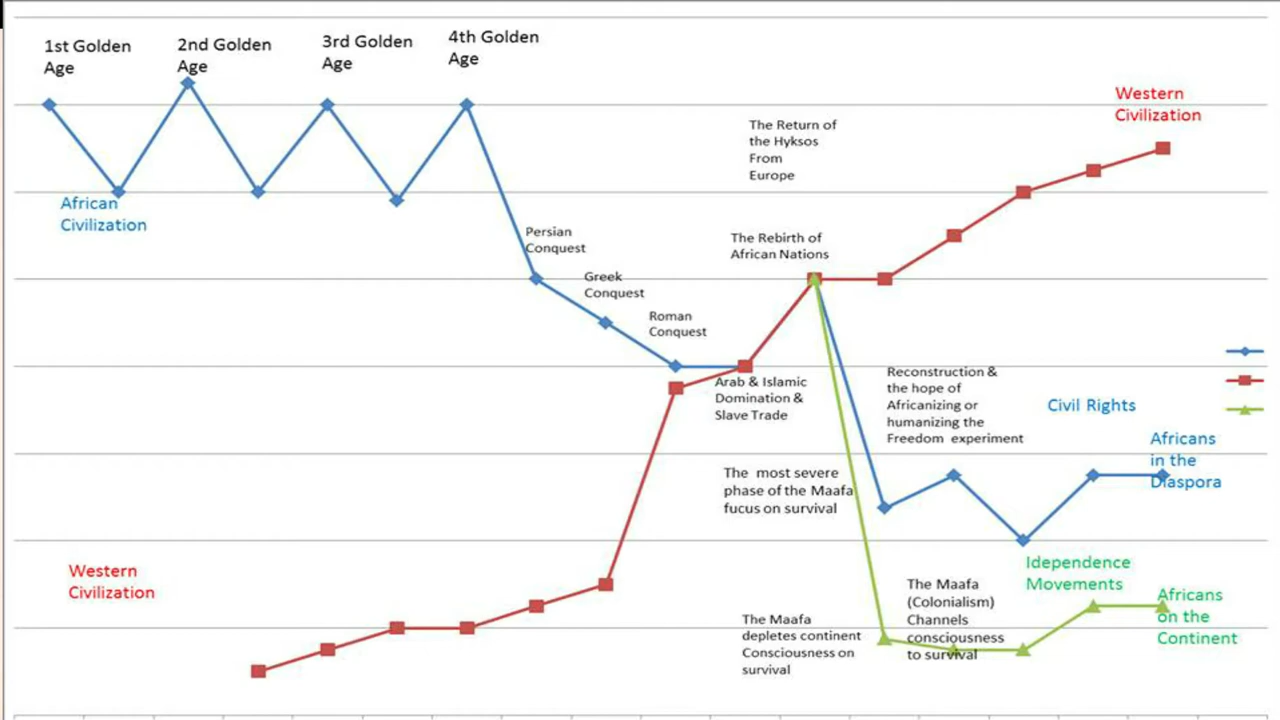 1st Golden
Age
2nd Golden
Age
3rd Golden
Age
4th Golden
Age
African
Civilization
Persian
Conquest
Greek
Conquest
Roman
Conquest
The Return of
the Hyksos
From
Europe
Western
Civilization
The Rebirth of
African Nations
Arab & Islamic
Domination &
Slave Trade
Reconstruction &
the hope of
Africanizing or
humanizing the
Freedom experiment
Civil Rights
Africans
in the
Diaspora
The most severe
phase of the Maafa
focus on survival
Western
Civilization
The Maafa
depletes continent
Consciousness on
survival
The Maafa
(Colonialism)
Channels
consciousness
to survival
Idependence
Movements
Africans
on the
Continent